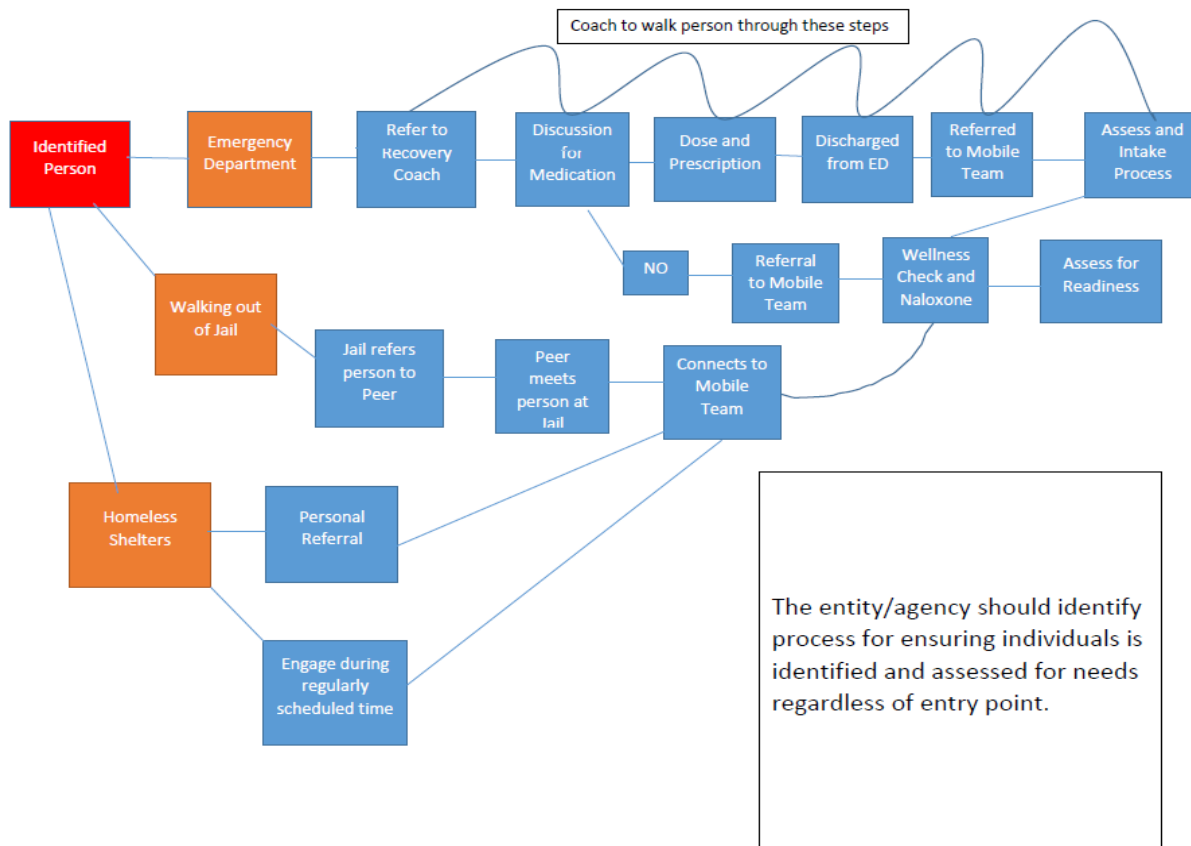 Coach to walk person through these steps
Identified
Person
Emergency
Department
Refer to
Recovery
Coach
Discussion
for
Medication
Dose and
Prescription
Discharged
from ED
Referred
to Mobile
Team
Assess and
Intake
Process
NO
Referral
to Mobile
Team
Wellness
Check and
Naloxone
Assess for
Readiness
Walking out
of Jail
Jail refers
person to
Peer
Peer
meets
person at
Jail
Connects to
Mobile
Team
Homeless
Shelters
Personal
Referral
Engage during
regularly
scheduled time
The entity/agency should identify
process for ensuring individuals is
identified and assessed for needs
regardless of entry point.